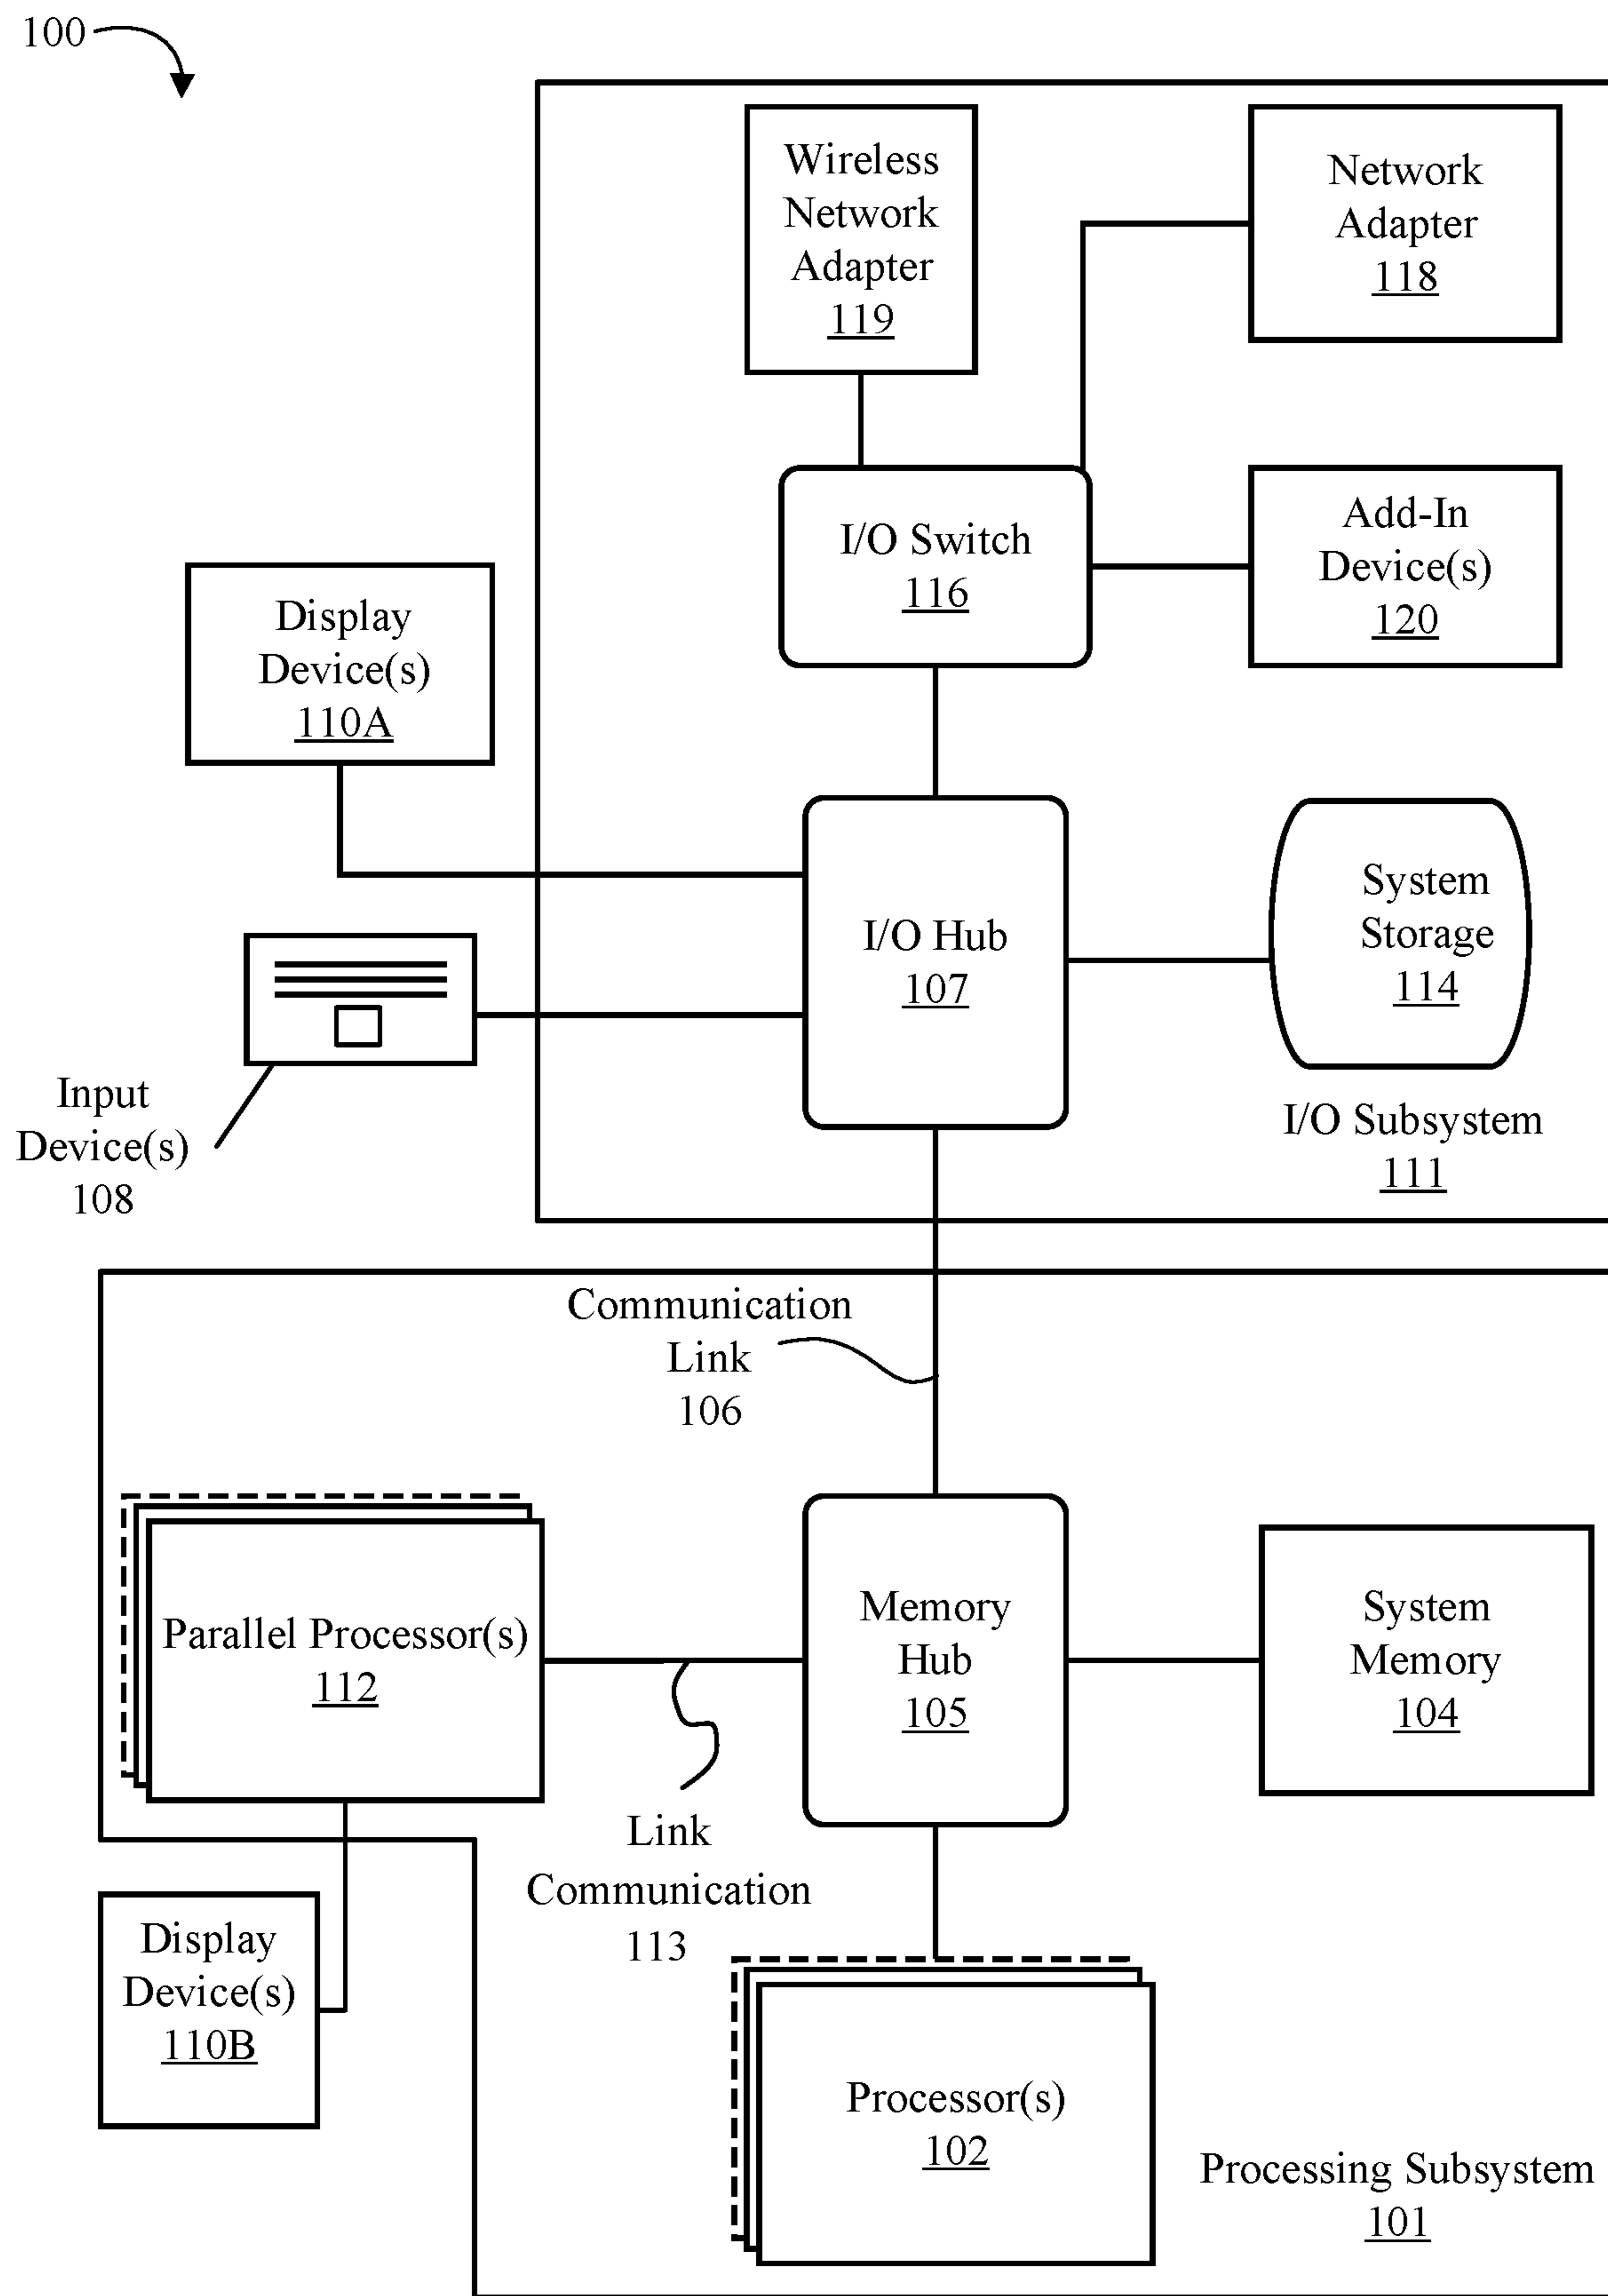 100
Wireless
Network
Adapter
119
Network
Adapter
118
I/O Switch
116
Add-In
Device(s)
120
Display
Device(s)
110A
I/O Hub
107
System
Storage
114
Input
Device(s)
108
I/O Subsystem
111
Communication
Link
106
Parallel Processor(s)
112
Memory
Hub
105
System
Memory
104
Link
Communication
113
Display
Device(s)
110B
Processor(s)
102
Processing Subsystem
101